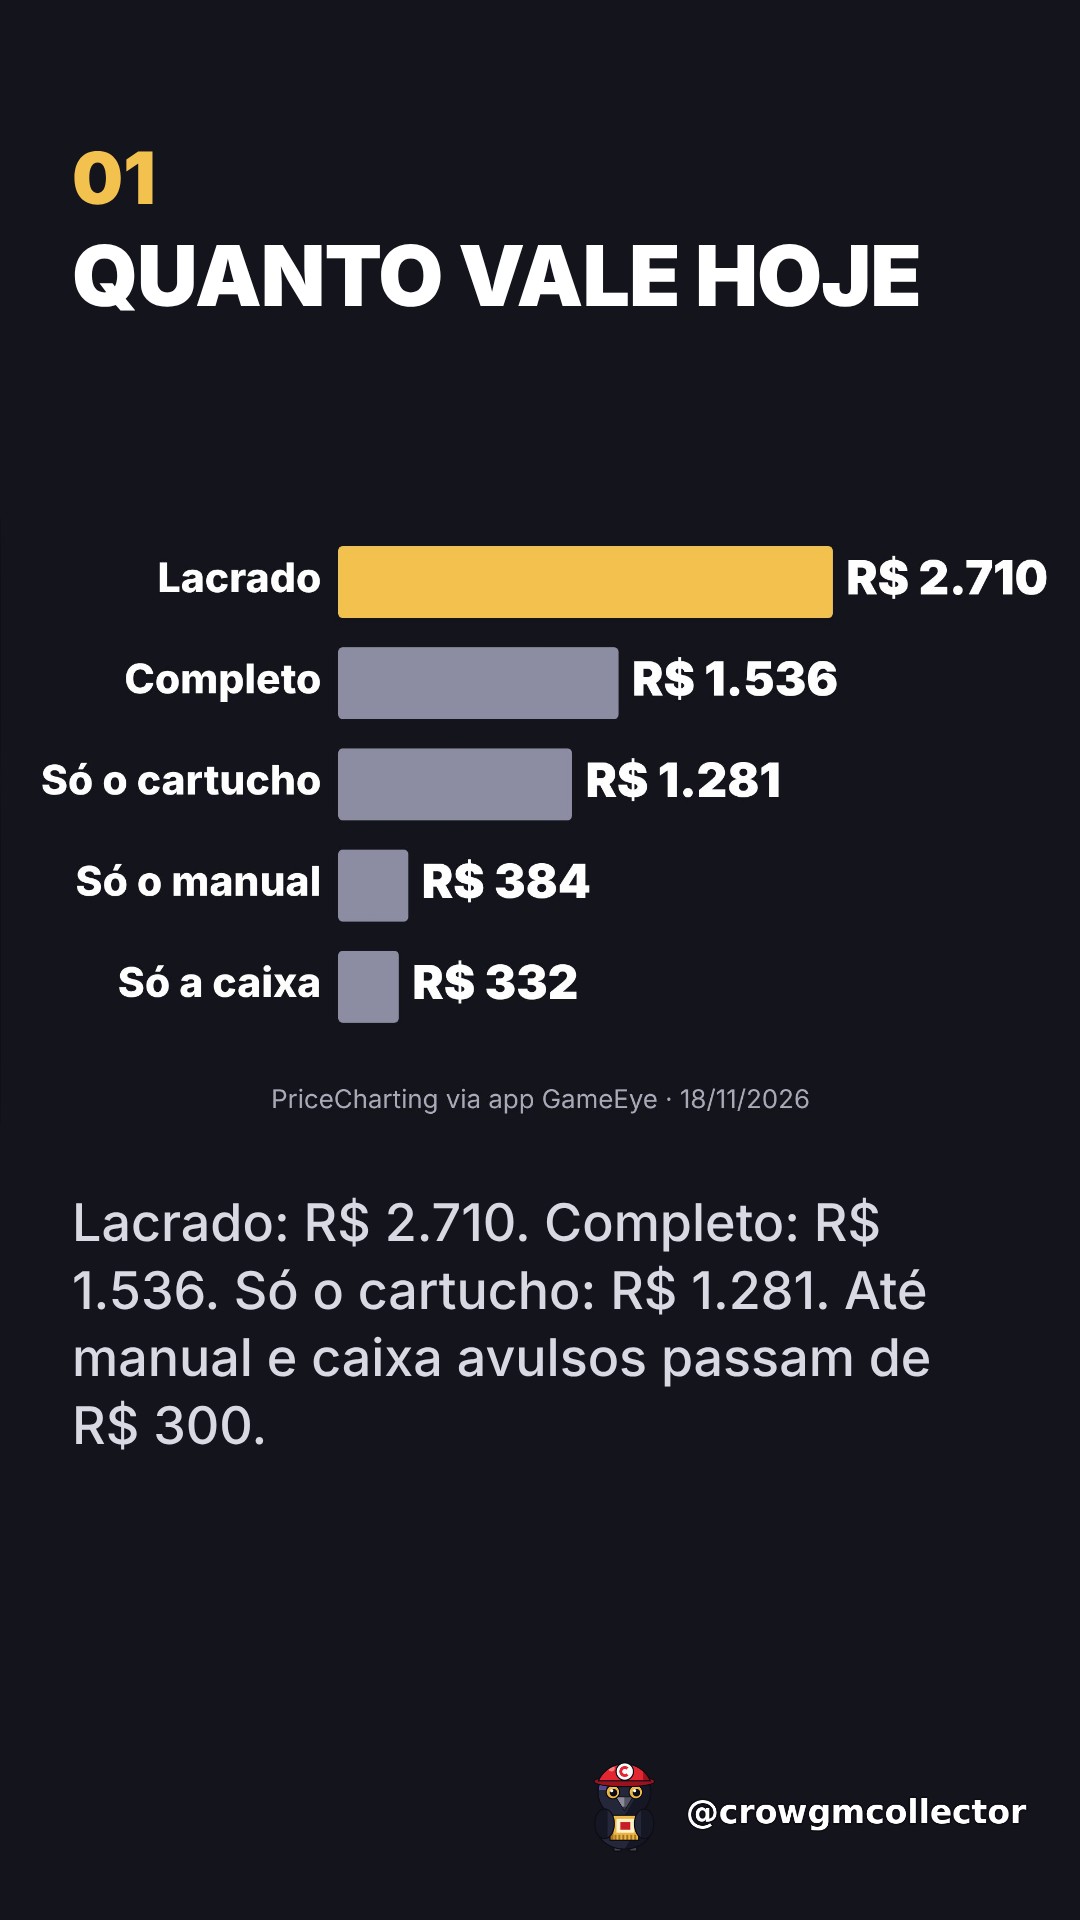 01
QUANTO VALE HOJE
Lacrado R$ 2.710
Completo R$ 1.536
Só o cartucho R$ 1.281
Só o manual R$ 384
Só a caixa R$ 332
PriceCharting via app GameEye · 18/11/2026
Lacrado: R$ 2.710. Completo: R$
1.536. Só o cartucho: R$ 1.281. Até
manual e caixa avulsos passam de
R$ 300.
C
@crowgmcollector